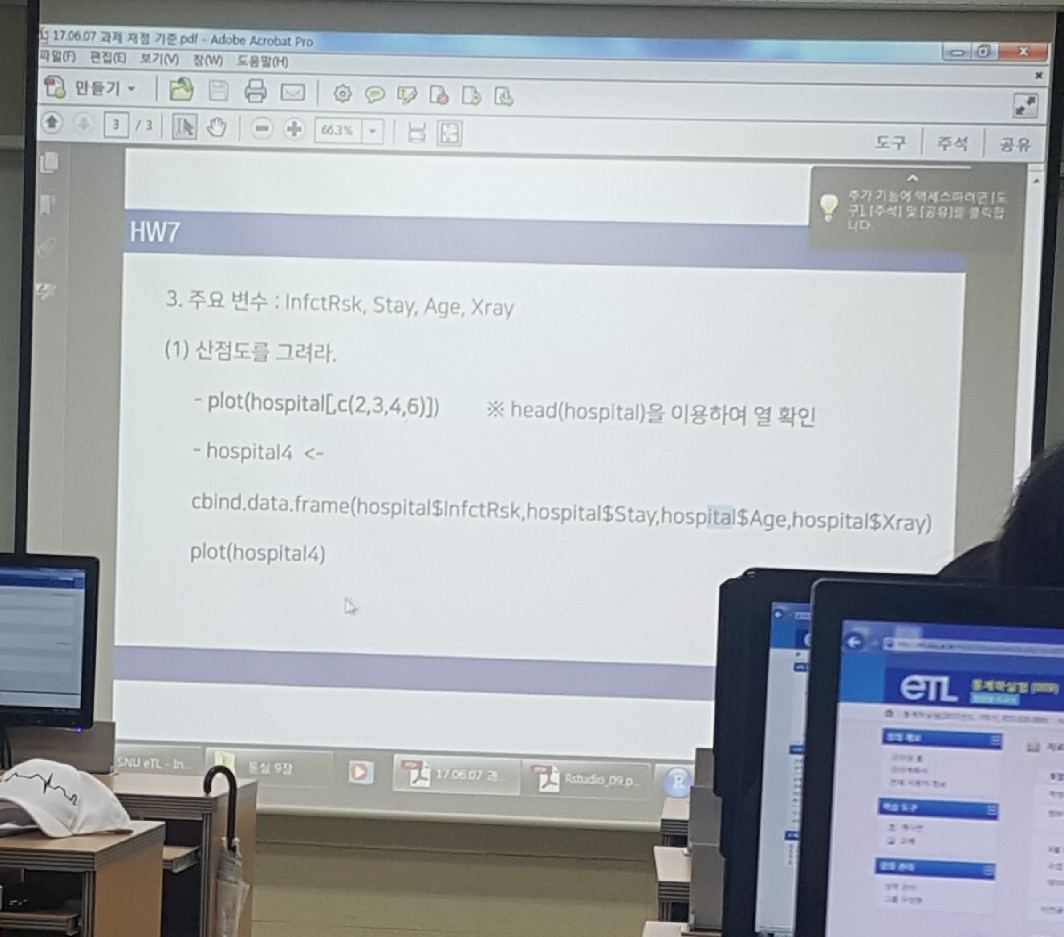 17.06.07 과제 채점 기준.pdf - Adobe Acrobat Pro
파일(F) 편집(E) 보기(V) 창(W) 도움말(H)
만들기
3 / 3 66.3%
도구 주석 공유
추가 기능에 액세스하려면 [도
구], [주석] 및 [공유]를 클릭합
니다.
HW7
3. 주요 변수 : InfctRsk, Stay, Age, Xray
(1) 산점도를 그려라.
- plot(hospital[,c(2,3,4,6)]) ※ head(hospital)을 이용하여 열 확인
- hospital4 <-
cbind.data.frame(hospital$InfctRsk,hospital$Stay,hospital$Age,hospital$Xray)
plot(hospital4)
SNU eTL - In... 통실 9장 17.06.07 과... Rstudio_09.p... R
eTL 통계학실험